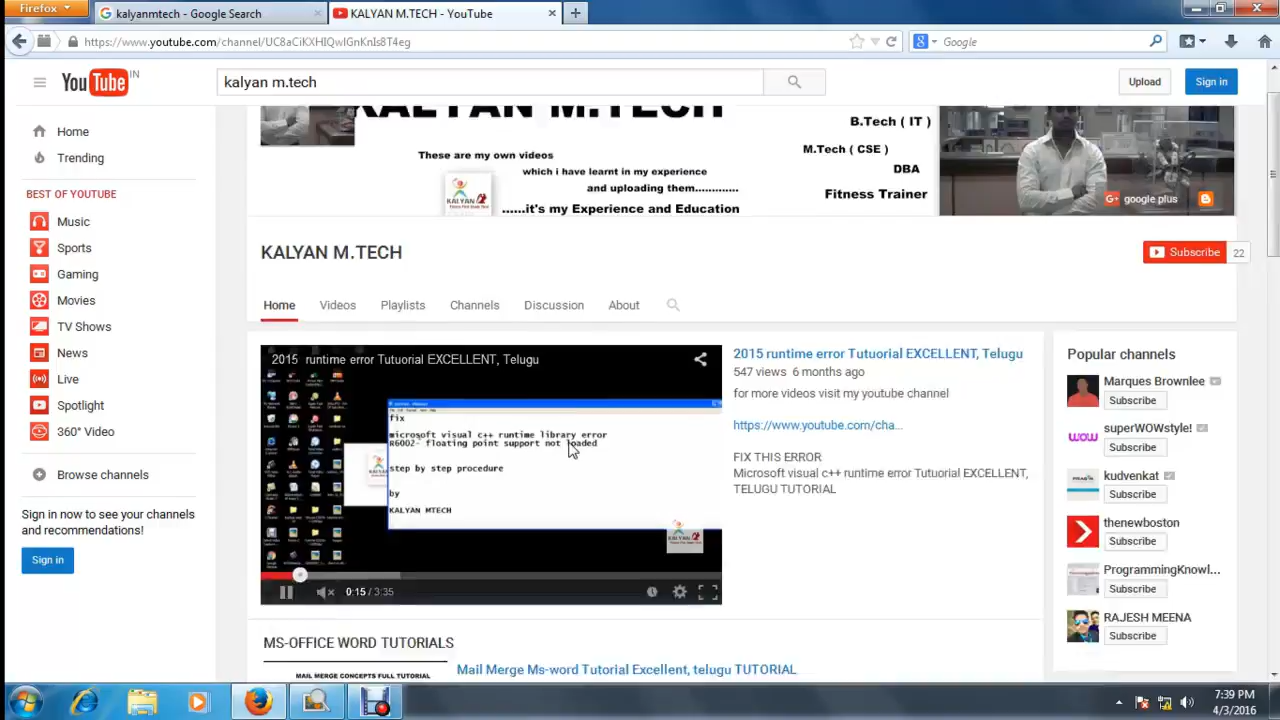 Firefox
kalyanmtech - Google Search
KALYAN M.TECH - YouTube
https://www.youtube.com/channel/UC8aCiKXHIQwIGnKnIs8T4eg
Google
YouTube IN
kalyan m.tech
Upload
Sign in
Home
Trending
BEST OF YOUTUBE
Music
Sports
Gaming
Movies
TV Shows
News
Live
Spotlight
360° Video
Browse channels
Sign in now to see your channels
and recommendations!
Sign in
KALYAN M.TECH
These are my own videos
which i have learnt in my experience
and uploading them.............
......it's my Experience and Education
KALYAN
B.Tech ( IT )
M.Tech ( CSE )
DBA
Fitness Trainer
google plus
KALYAN M.TECH
Subscribe
22
Home
Videos
Playlists
Channels
Discussion
About
2015 runtime error Tutuorial EXCELLENT, Telugu
fix
microsoft visual c++ runtime library error
R6002- floating point support not loaded
step by step procedure
by
KALYAN MTECH
KALYAN
0:15 / 3:35
2015 runtime error Tutuorial EXCELLENT, Telugu
547 views 6 months ago
for more videos visit my youtube channel
https://www.youtube.com/cha...
FIX THIS ERROR
visual c++ runtime error Tutuorial EXCELLENT,
TELUGU TUTORIAL
MS-OFFICE WORD TUTORIALS
MAIL MERGE CONCEPTS FULL TUTORIAL
Mail Merge Ms-word Tutorial Excellent, telugu TUTORIAL
Popular channels
Marques Brownlee
Subscribe
superWOWstyle!
Subscribe
kudvenkat
Subscribe
thenewboston
Subscribe
ProgrammingKnowl...
Subscribe
RAJESH MEENA
Subscribe
7:39 PM
4/3/2016